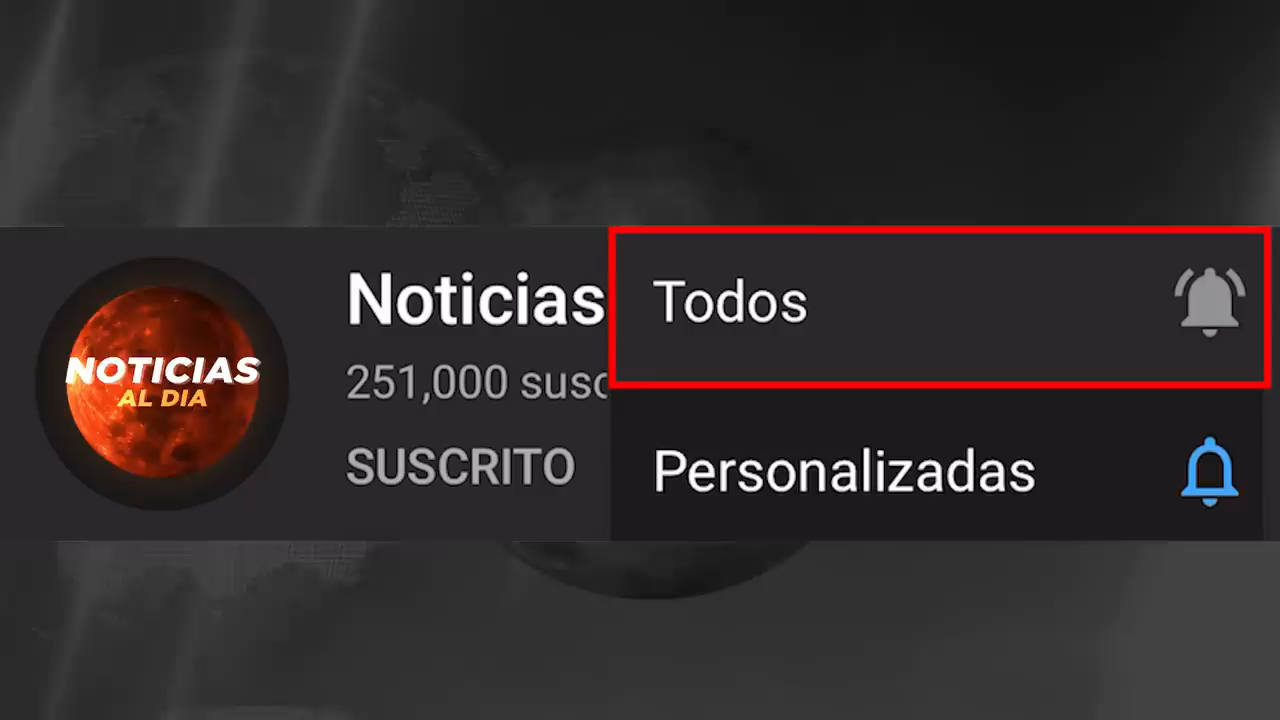 NOTICIAS
AL DIA
Noticias
251,000 susc
SUSCRITO
Todos
Personalizadas